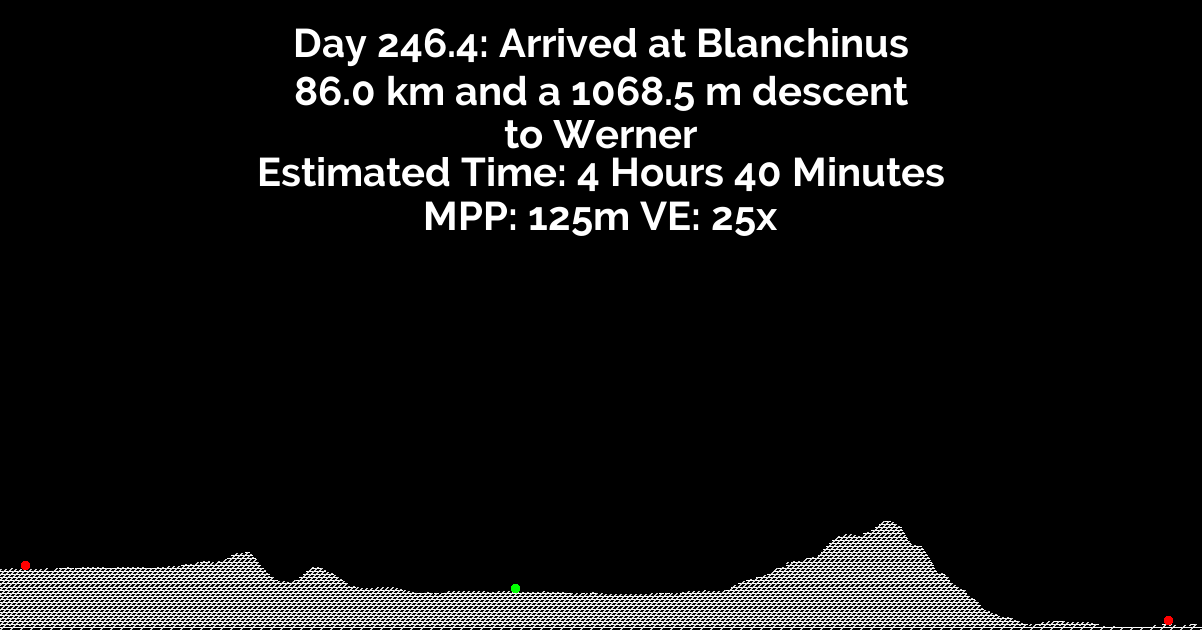 Day 246.4: Arrived at Blanchinus
86.0 km and a 1068.5 m descent
to Werner
Estimated Time: 4 Hours 40 Minutes
MPP: 125m VE: 25x